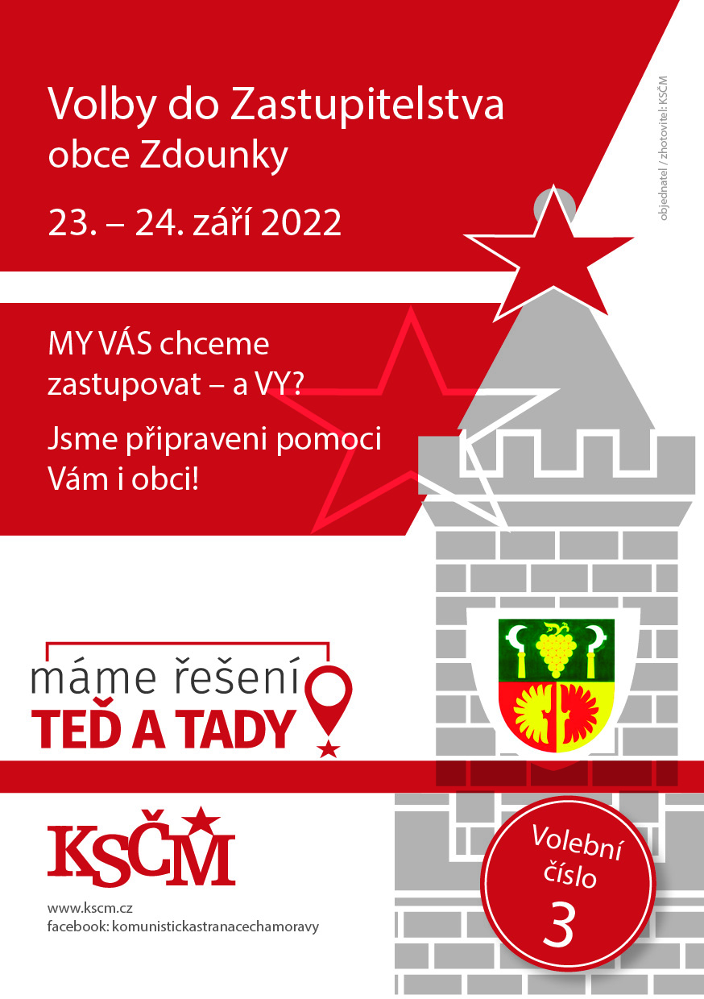 Volby do Zastupitelstva
obce Zdounky
23. – 24. září 2022
objednatel / zhotovitel: KSČM
MY VÁS chceme
zastupovat – a VY?
Jsme připraveni pomoci
Vám i obci!
máme řešení
TEĎ A TADY
KSČM
www.kscm.cz
facebook: komunistickastranacechamoravy
Volební
číslo
3